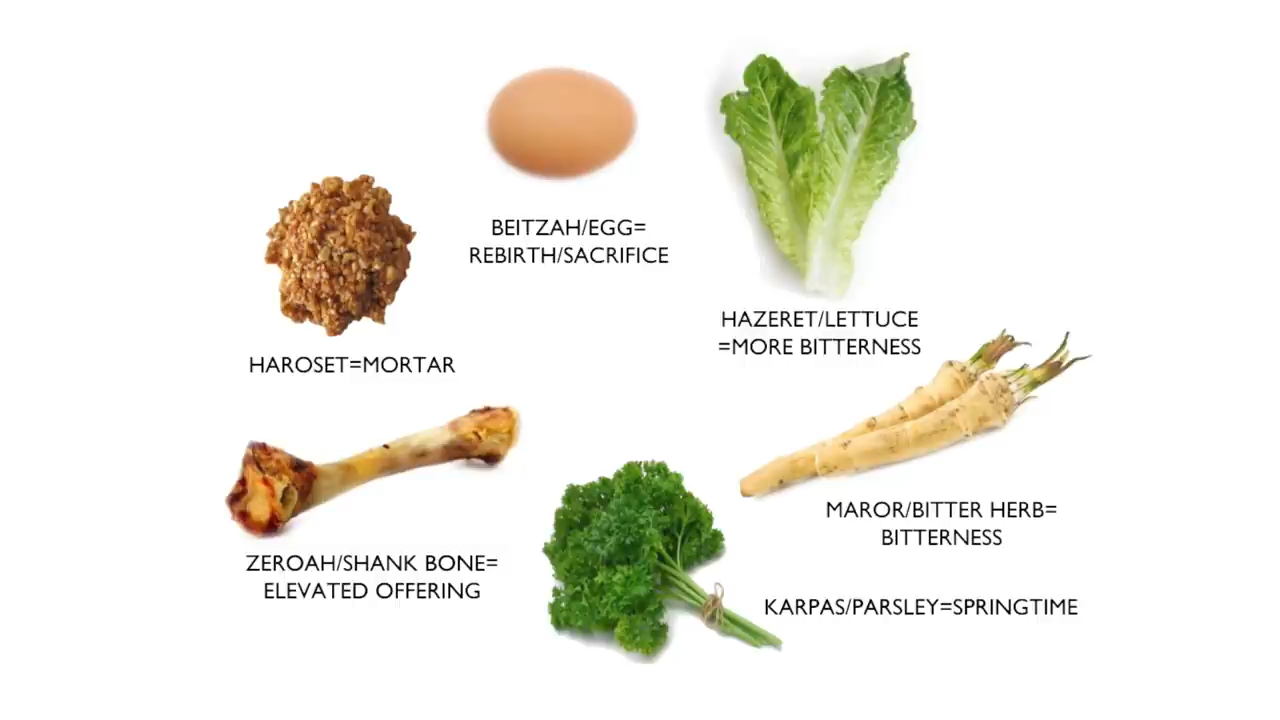 BEITZAH/EGG=
REBIRTH/SACRIFICE
HAZERET/LETTUCE
=MORE BITTERNESS
HAROSET=MORTAR
MAROR/BITTER HERB=
BITTERNESS
ZEROAH/SHANK BONE=
ELEVATED OFFERING
KARPAS/PARSLEY=SPRINGTIME